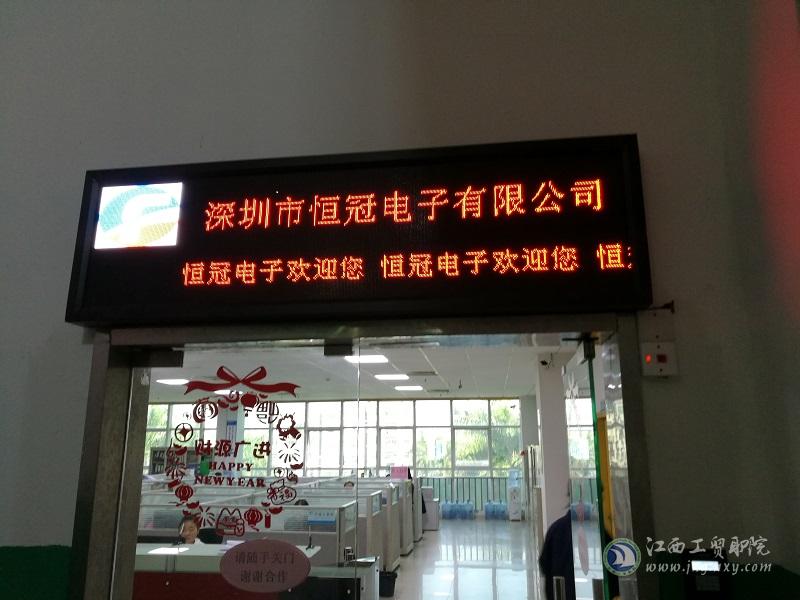 深圳市恒冠电子有限公司
恒冠电子欢迎您 恒冠电子欢迎您 恒
财源广进
HAPPY
NEWYEAR
请随手关门
谢谢合作
江西工贸职院